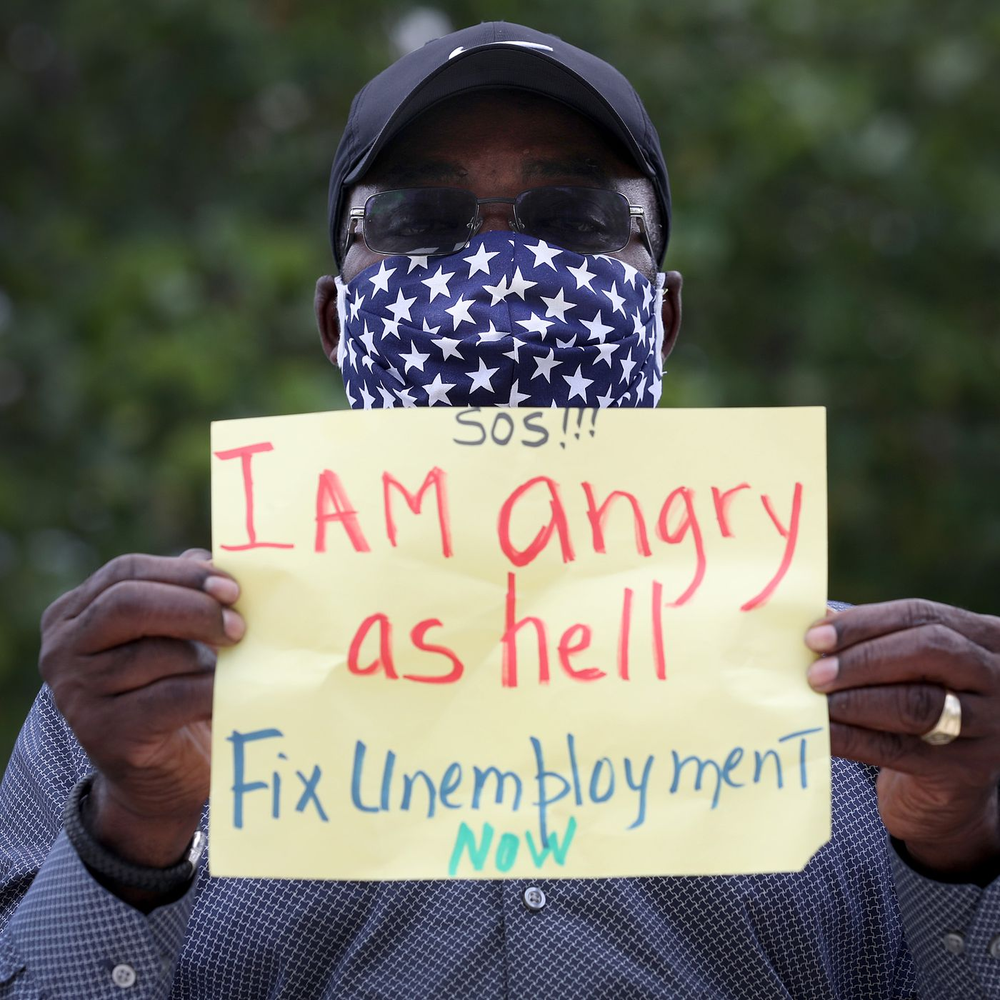 SOS!!!
I AM angry
as hell
Fix Unemployment
NOW